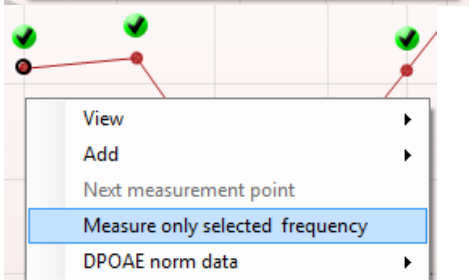 View
Add
Next measurement point
Measure only selected frequency
DPOAE norm data